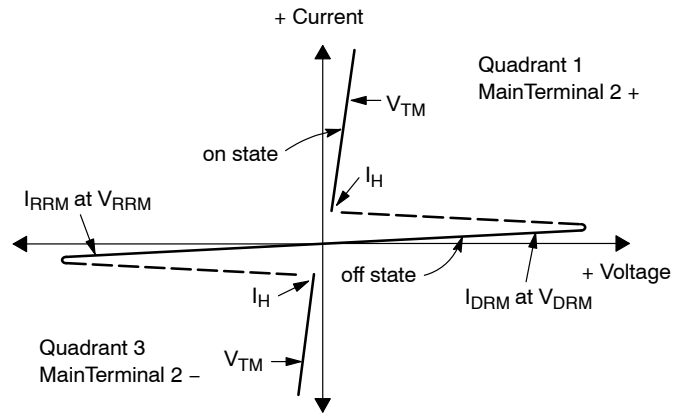 + Current
Quadrant 1
MainTerminal 2 +
VTM
on state
IH
IRRM at VRRM
off state
+ Voltage
IH
IDRM at VDRM
Quadrant 3
MainTerminal 2 −
VTM